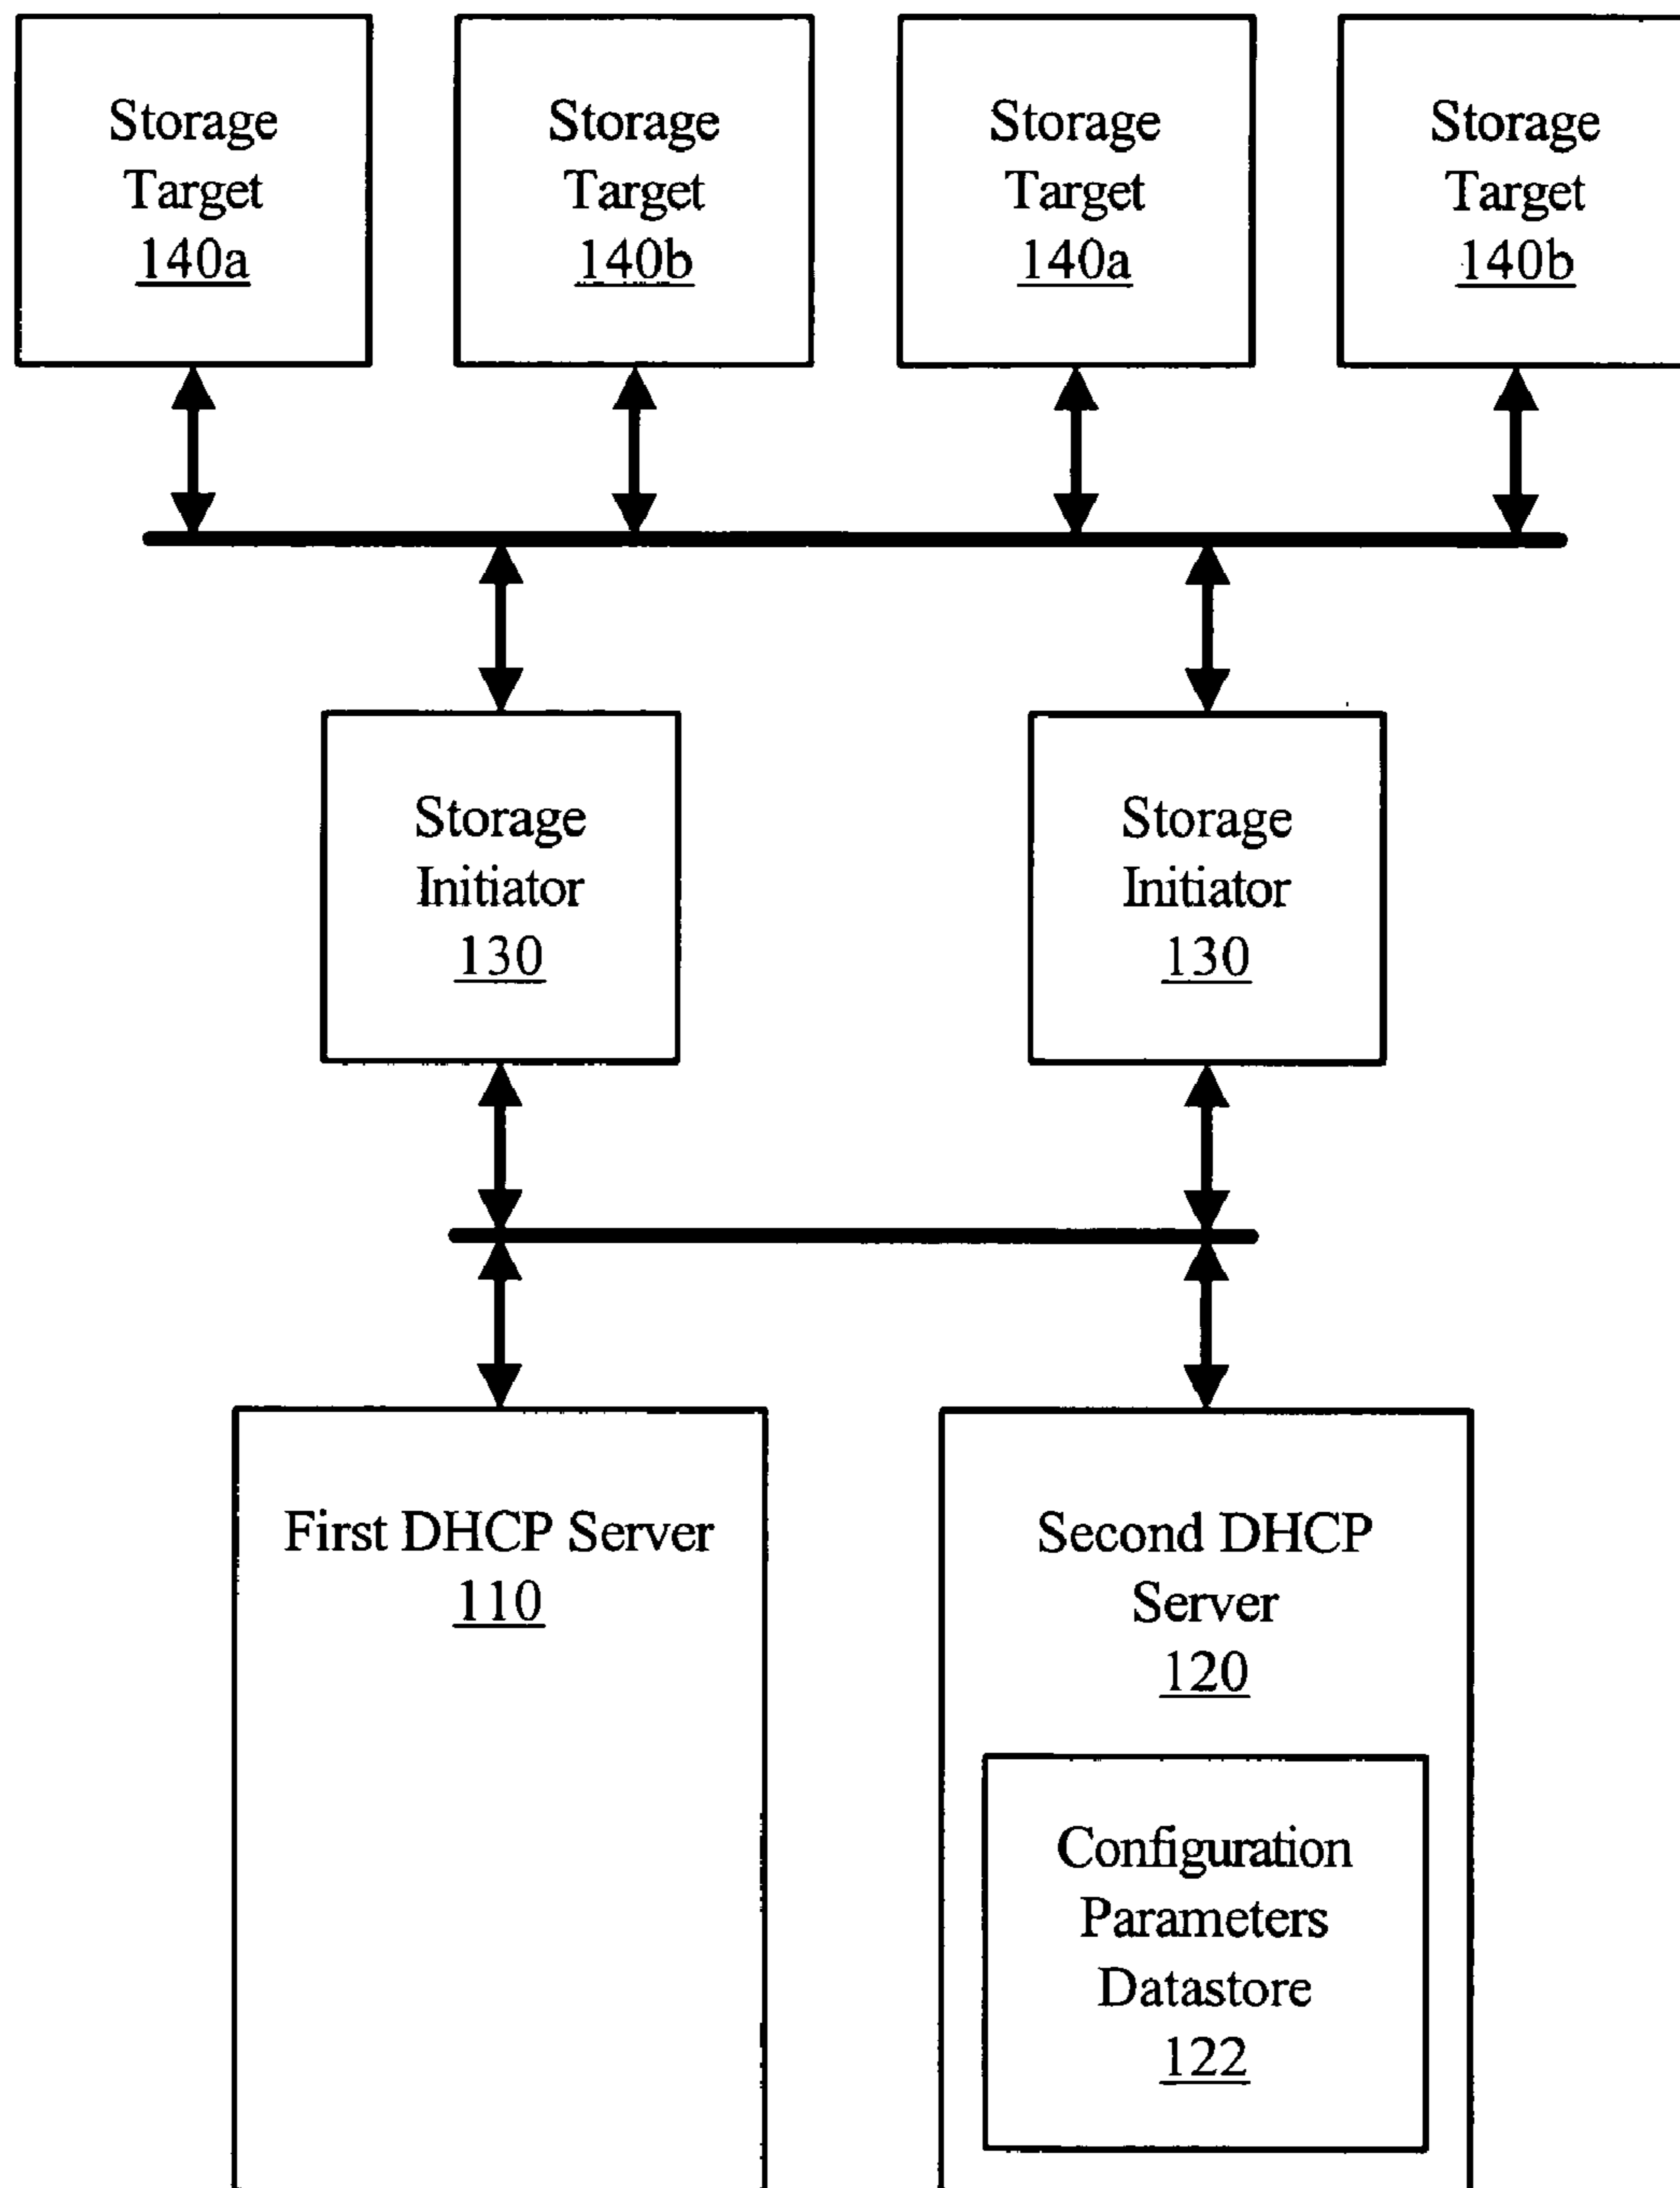 Storage
Target
140a
Storage
Target
140b
Storage
Target
140a
Storage
Target
140b
Storage
Initiator
130
Storage
Initiator
130
First DHCP Server
110
Second DHCP
Server
120
Configuration
Parameters
Datastore
122